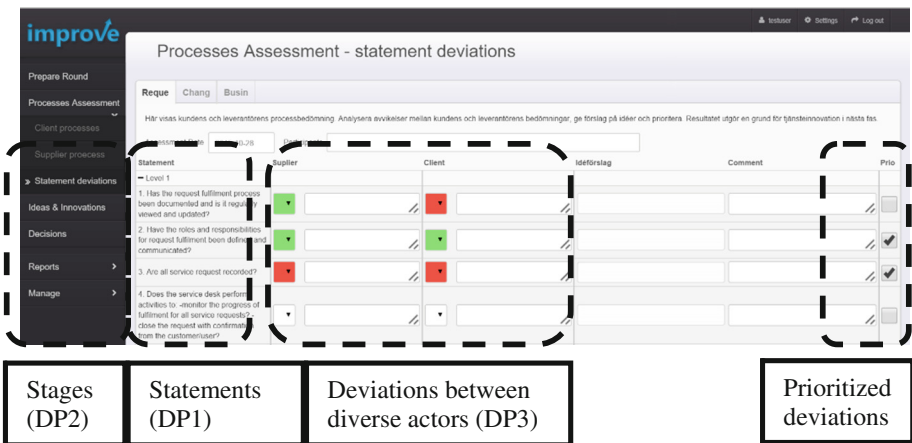 improve
testuser Settings Log out
Processes Assessment - statement deviations
Prepare Round
Processes Assessment
Client processes
Supplier proecess
» Statement deviations
Ideas & Innovations
Decisions
Reports >
Manage >
Reque Chang Busin
Här visas kundens och leverantörens processbedömning. Analysera avvikelser mellan kundens och leverantörens bedömningar, ge förslag på idéer och prioritera. Resultatet utgör en grund för tjänsteinnovation i nästa fas.
Statement Suplier Client Idéförslag Comment Prio
Level 1
1. Has the request fulfilment process
been documented and is it regularly
viewed and updated?
2. Have the roles and responsibilities
for request fulfilment been defined and
communicated?
3. Are all service request recorded?
4. Does the service desk perform
activities to: -monitor the progress of
fulfilment for all service requests? -
close the request with confirmation
from the customer/user?
Stages
(DP2)
Statements
(DP1)
Deviations between
diverse actors (DP3)
Prioritized
deviations